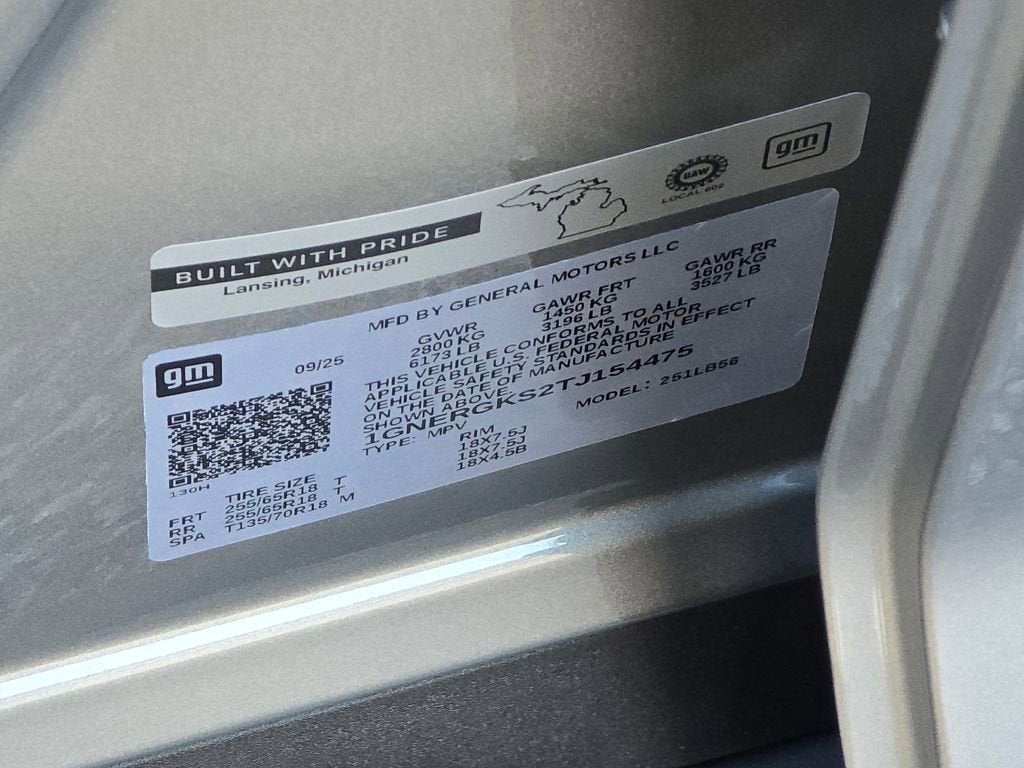 BUILT WITH PRIDE
Lansing, Michigan
UAW
LOCAL 602
gm
gm
09/25
MFD BY GENERAL MOTORS LLC
GVWR GAWR FRT GAWR RR
2800 KG 1450 KG 1600 KG
6173 LB 3196 LB 3527 LB
THIS VEHICLE CONFORMS TO ALL
APPLICABLE U.S. FEDERAL MOTOR
VEHICLE SAFETY STANDARDS IN EFFECT
ON THE DATE OF MANUFACTURE
SHOWN ABOVE
1GNERGKS2TJ154475
TYPE: MPV MODEL: 251LB56
130H
TIRE SIZE RIM
FRT 255/65R18 T 18X7.5J
RR 255/65R18 T 18X7.5J
SPA T135/70R18 M 18X4.5B